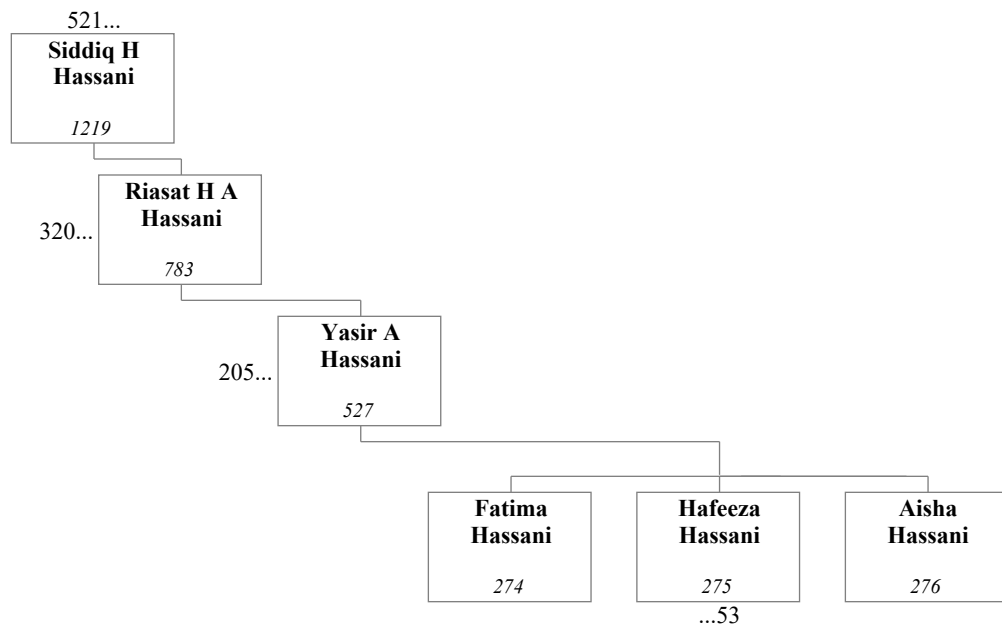 521...
Siddiq H
Hassani
1219
Riasat H A
Hassani
320...
783
Yasir A
Hassani
205...
527
Fatima
Hassani
274
Hafeeza
Hassani
275
...53
Aisha
Hassani
276